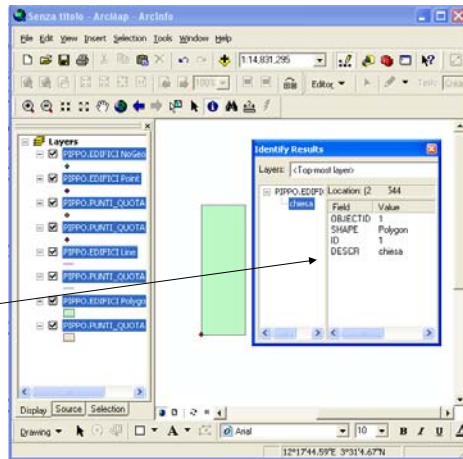 Senza titolo - ArcMap - ArcInfo
File Edit View Insert Selection Tools Window Help
1:14,831,295
100%
Editor
Task: Crea
Layers
PIPPO.EDIFICI NoGeo
PIPPO.EDIFICI Point
PIPPO.PUNTI_QUOTA
PIPPO.PUNTI_QUOTA
PIPPO.EDIFICI Line
PIPPO.PUNTI_QUOTA
PIPPO.EDIFICI Polygo
PIPPO.PUNTI_QUOTA
Identify Results
Layers: <Top-most layer>
PIPPO.EDIFI
chiesa
Location: (2 544
Field Value
OBJECTID 1
SHAPE Polygon
ID 1
DESCR chiesa
Display Source Selection
Drawing A Arial 10 B I U A
12°17'44.59"E 3°31'4.67"N